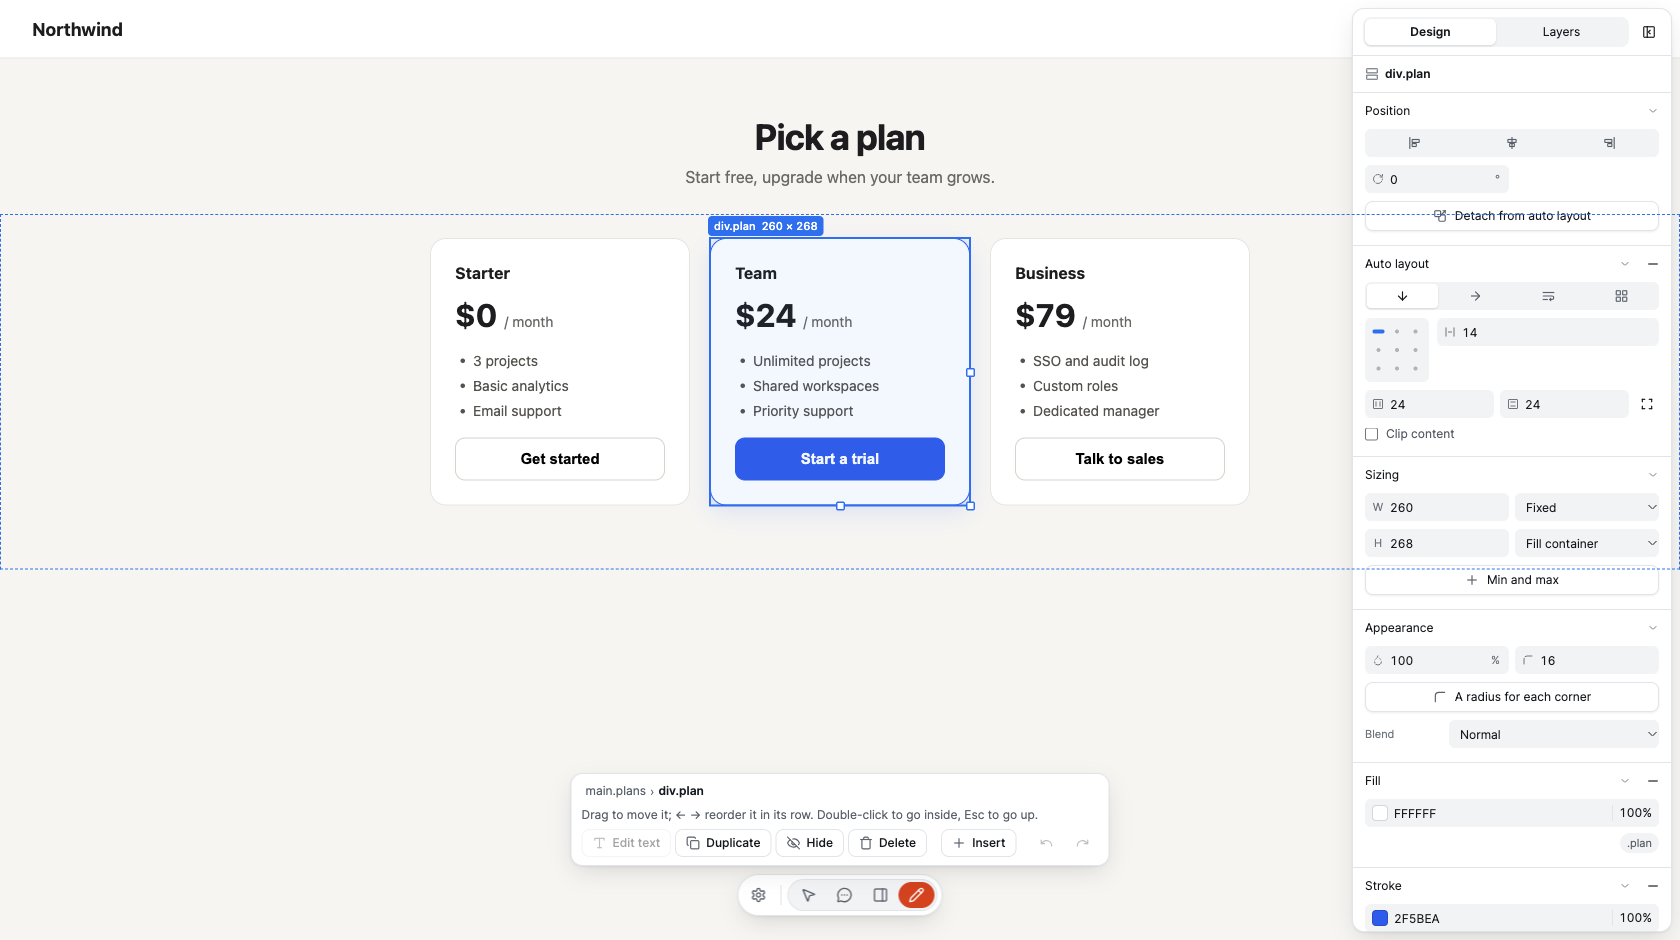 Northwind
Pick a plan
Start free, upgrade when your team grows.
div.plan 260 × 268
Starter
$0 / month
• 3 projects
• Basic analytics
• Email support
Get started
Team
$24 / month
• Unlimited projects
• Shared workspaces
• Priority support
Start a trial
Business
$79 / month
• SSO and audit log
• Custom roles
• Dedicated manager
Talk to sales
main.plans › div.plan
Drag to move it; ← → reorder it in its row. Double-click to go inside, Esc to go up.
Edit text Duplicate Hide Delete Insert
Design Layers
div.plan
Position
0 °
Detach from auto layout
Auto layout
14
24 24
Clip content
Sizing
W 260 Fixed
H 268 Fill container
Min and max
Appearance
100 % 16
A radius for each corner
Blend Normal
Fill
FFFFFF 100%
.plan
Stroke
2F5BEA 100%